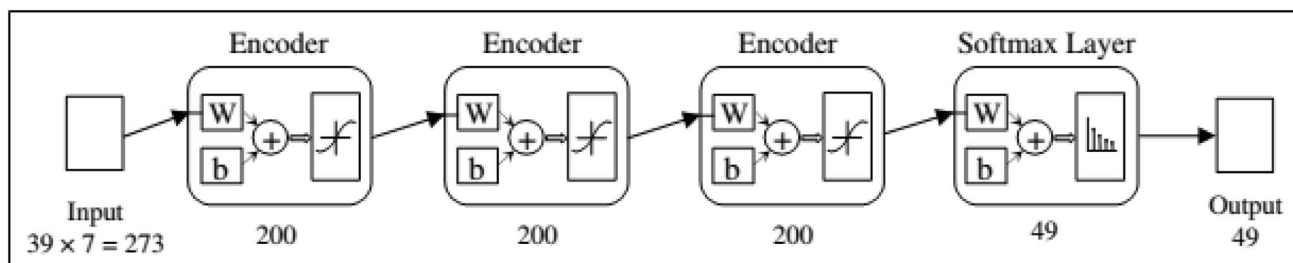 Encoder Encoder Encoder Softmax Layer
W W W W
+ + + +
b b b b
Input Output
39 × 7 = 273 200 200 200 49 49